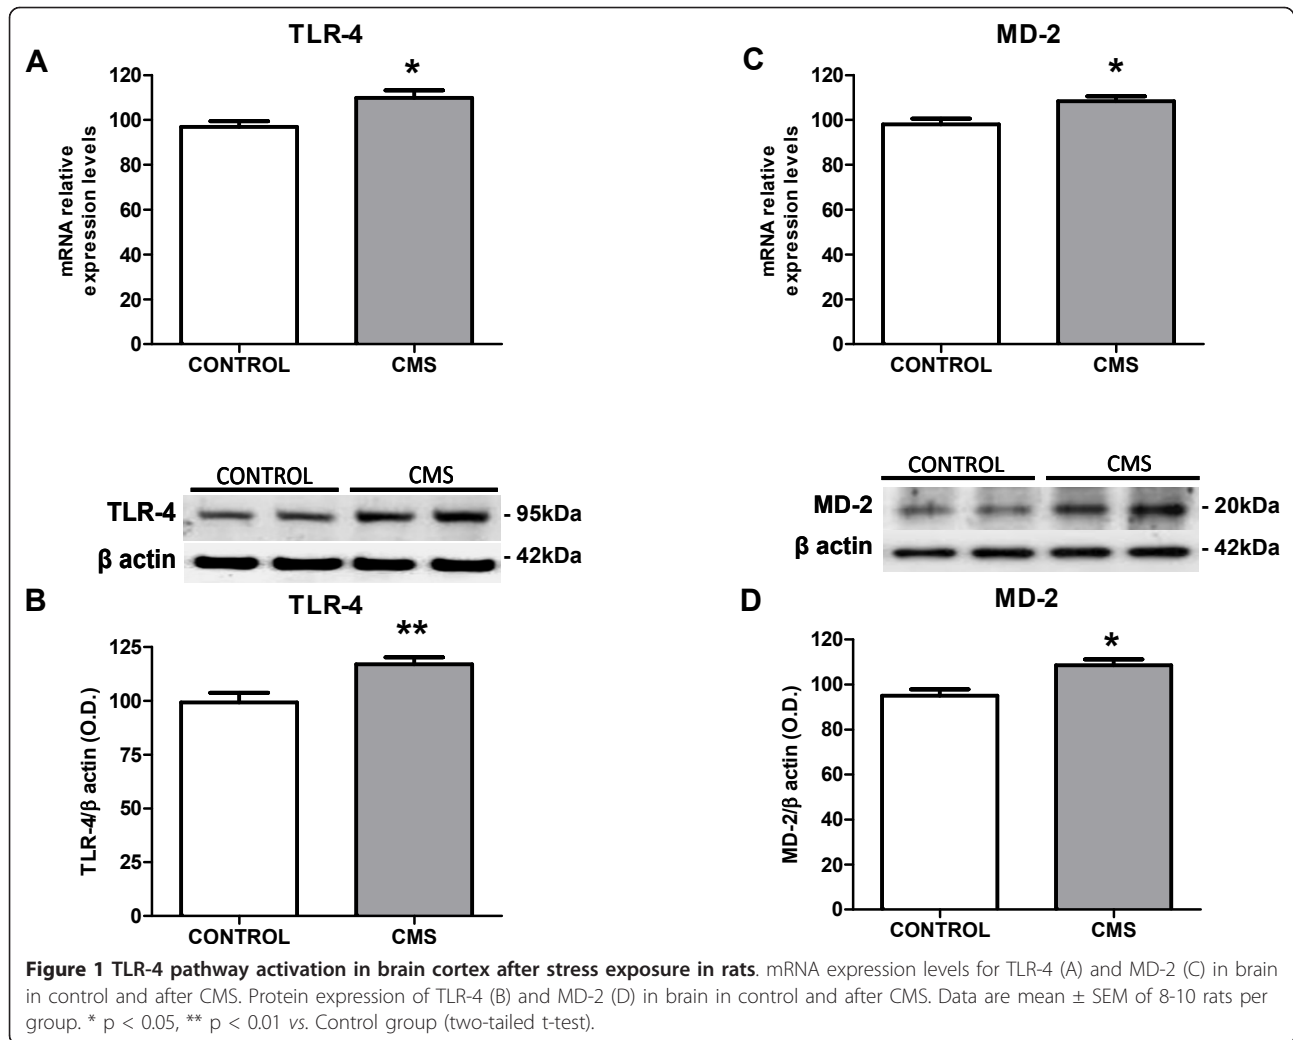 TLR-4
A
*
120
100
80
60
40
20
0
mRNA relative
expression levels
CONTROL CMS
MD-2
C
*
120
100
80
60
40
20
0
mRNA relative
expression levels
CONTROL CMS
CONTROL CMS
TLR-4 - 95kDa
β actin - 42kDa
B
TLR-4
**
125
100
75
50
25
0
TLR-4/β actin (O.D.)
CONTROL CMS
CONTROL CMS
MD-2 - 20kDa
β actin - 42kDa
D
MD-2
*
120
100
80
60
40
20
0
MD-2/β actin (O.D.)
CONTROL CMS
Figure 1 TLR-4 pathway activation in brain cortex after stress exposure in rats. mRNA expression levels for TLR-4 (A) and MD-2 (C) in brain
in control and after CMS. Protein expression of TLR-4 (B) and MD-2 (D) in brain in control and after CMS. Data are mean ± SEM of 8-10 rats per
group. * p < 0.05, ** p < 0.01 vs. Control group (two-tailed t-test).